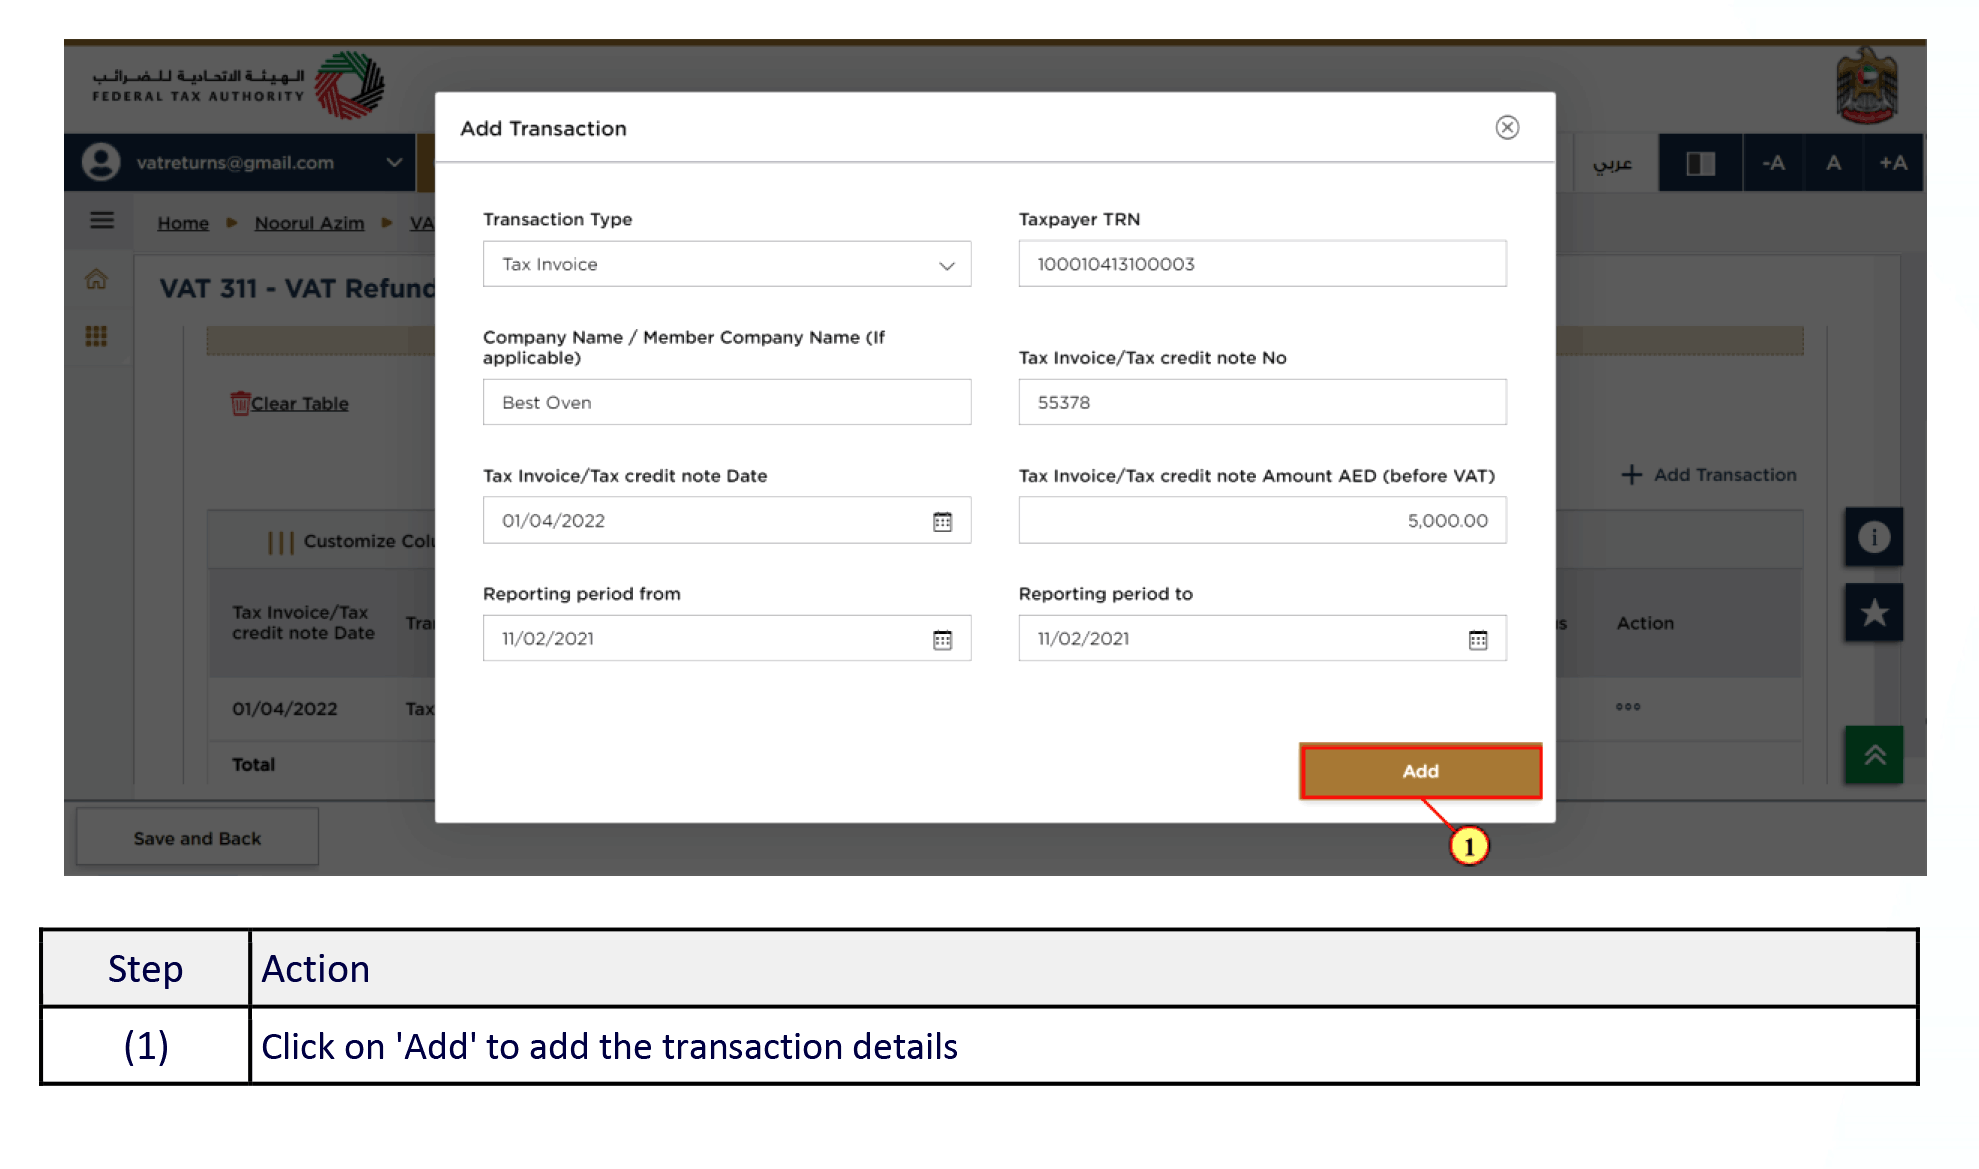 الهيئة الاتحادية للضرائب
FEDERAL TAX AUTHORITY
vatreturns@gmail.com
عربي
-A
A
+A
Home
Noorul Azim
VAT 311 - VAT Refund
Clear Table
Add Transaction
Customize
Tax Invoice/Tax
credit note Date
Action
01/04/2022
Tax
Total
Save and Back
Add Transaction
Transaction Type
Taxpayer TRN
Tax Invoice
100010413100003
Company Name / Member Company Name (If
applicable)
Tax Invoice/Tax credit note No
Best Oven
55378
Tax Invoice/Tax credit note Date
Tax Invoice/Tax credit note Amount AED (before VAT)
01/04/2022
5,000.00
Reporting period from
Reporting period to
11/02/2021
11/02/2021
Add
1
Step
Action
(1)
Click on 'Add' to add the transaction details